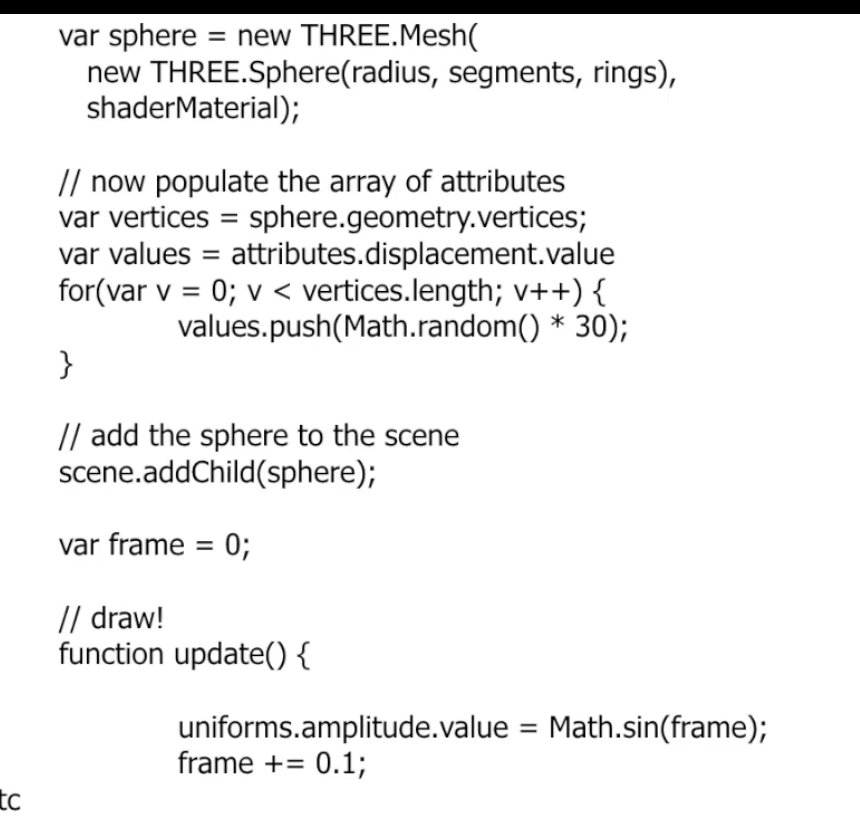 var sphere = new THREE.Mesh(
new THREE.Sphere(radius, segments, rings),
shaderMaterial);
// now populate the array of attributes
var vertices = sphere.geometry.vertices;
var values = attributes.displacement.value
for(var v = 0; v < vertices.length; v++) {
values.push(Math.random() * 30);
}
// add the sphere to the scene
scene.addChild(sphere);
var frame = 0;
// draw!
function update() {
uniforms.amplitude.value = Math.sin(frame);
frame += 0.1;
tc